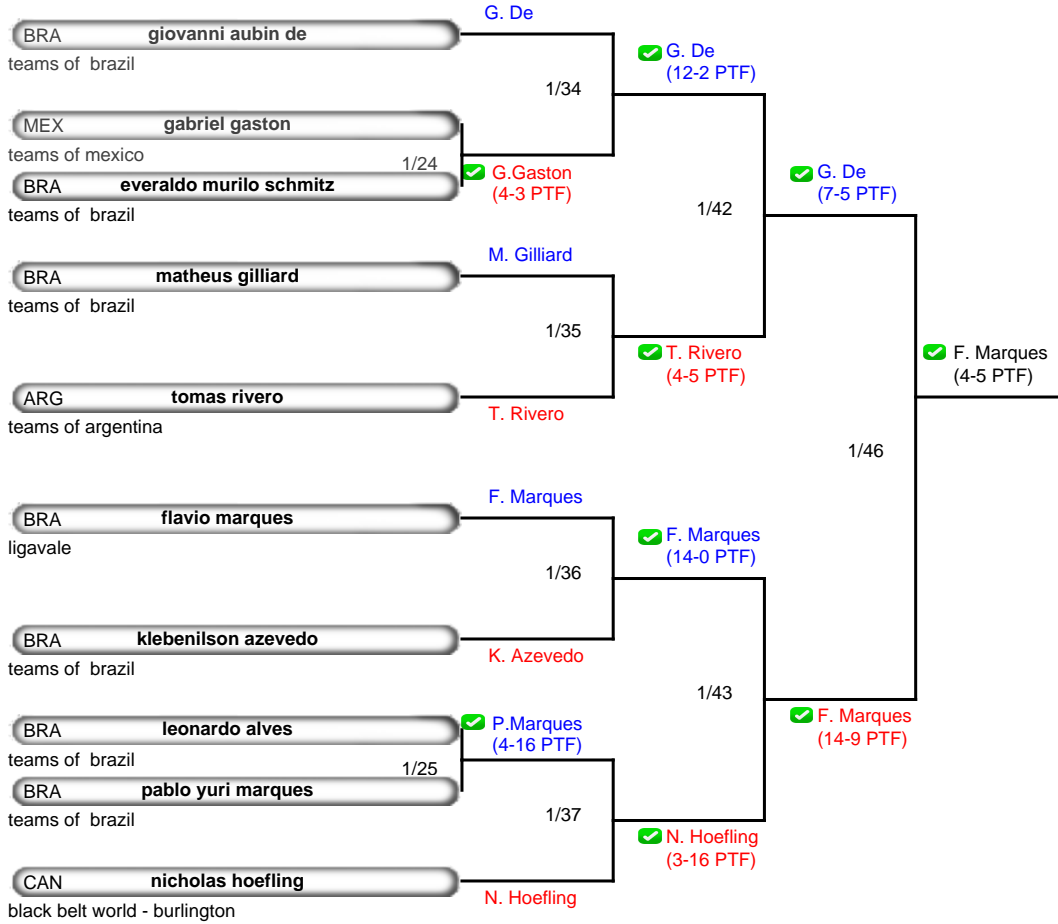 G. De
BRA giovanni aubin de
teams of brazil
G. De
(12-2 PTF)
1/34
MEX gabriel gaston
teams of mexico
1/24
G.Gaston
(4-3 PTF)
BRA everaldo murilo schmitz
teams of brazil
G. De
(7-5 PTF)
1/42
M. Gilliard
BRA matheus gilliard
teams of brazil
1/35
T. Rivero
(4-5 PTF)
F. Marques
(4-5 PTF)
ARG tomas rivero
T. Rivero
teams of argentina
1/46
F. Marques
BRA flavio marques
ligavale
F. Marques
(14-0 PTF)
1/36
BRA klebenilson azevedo
K. Azevedo
teams of brazil
1/43
BRA leonardo alves
P.Marques
(4-16 PTF)
F. Marques
(14-9 PTF)
teams of brazil
1/25
BRA pablo yuri marques
teams of brazil
1/37
N. Hoefling
(3-16 PTF)
CAN nicholas hoefling
N. Hoefling
black belt world - burlington